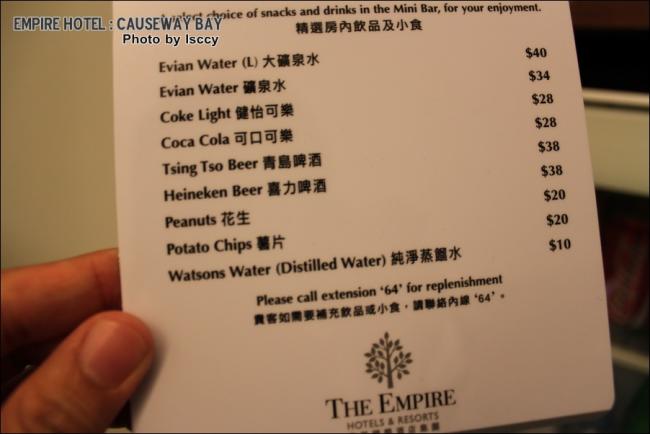 EMPIRE HOTEL : CAUSEWAY BAY
Photo by Isccy
select choice of snacks and drinks in the Mini Bar, for your enjoyment.
精選房內飲品及小食
Evian Water (L) 大礦泉水 $40
Evian Water 礦泉水 $34
Coke Light 健怡可樂 $28
Coca Cola 可口可樂 $28
Tsing Tso Beer 青島啤酒 $38
Heineken Beer 喜力啤酒 $38
Peanuts 花生 $20
Potato Chips 薯片 $20
Watsons Water (Distilled Water) 純淨蒸餾水 $10
Please call extension ‘64’ for replenishment
貴客如需要補充飲品或小食，請聯絡內線 ‘64’。
THE EMPIRE
HOTELS & RESORTS